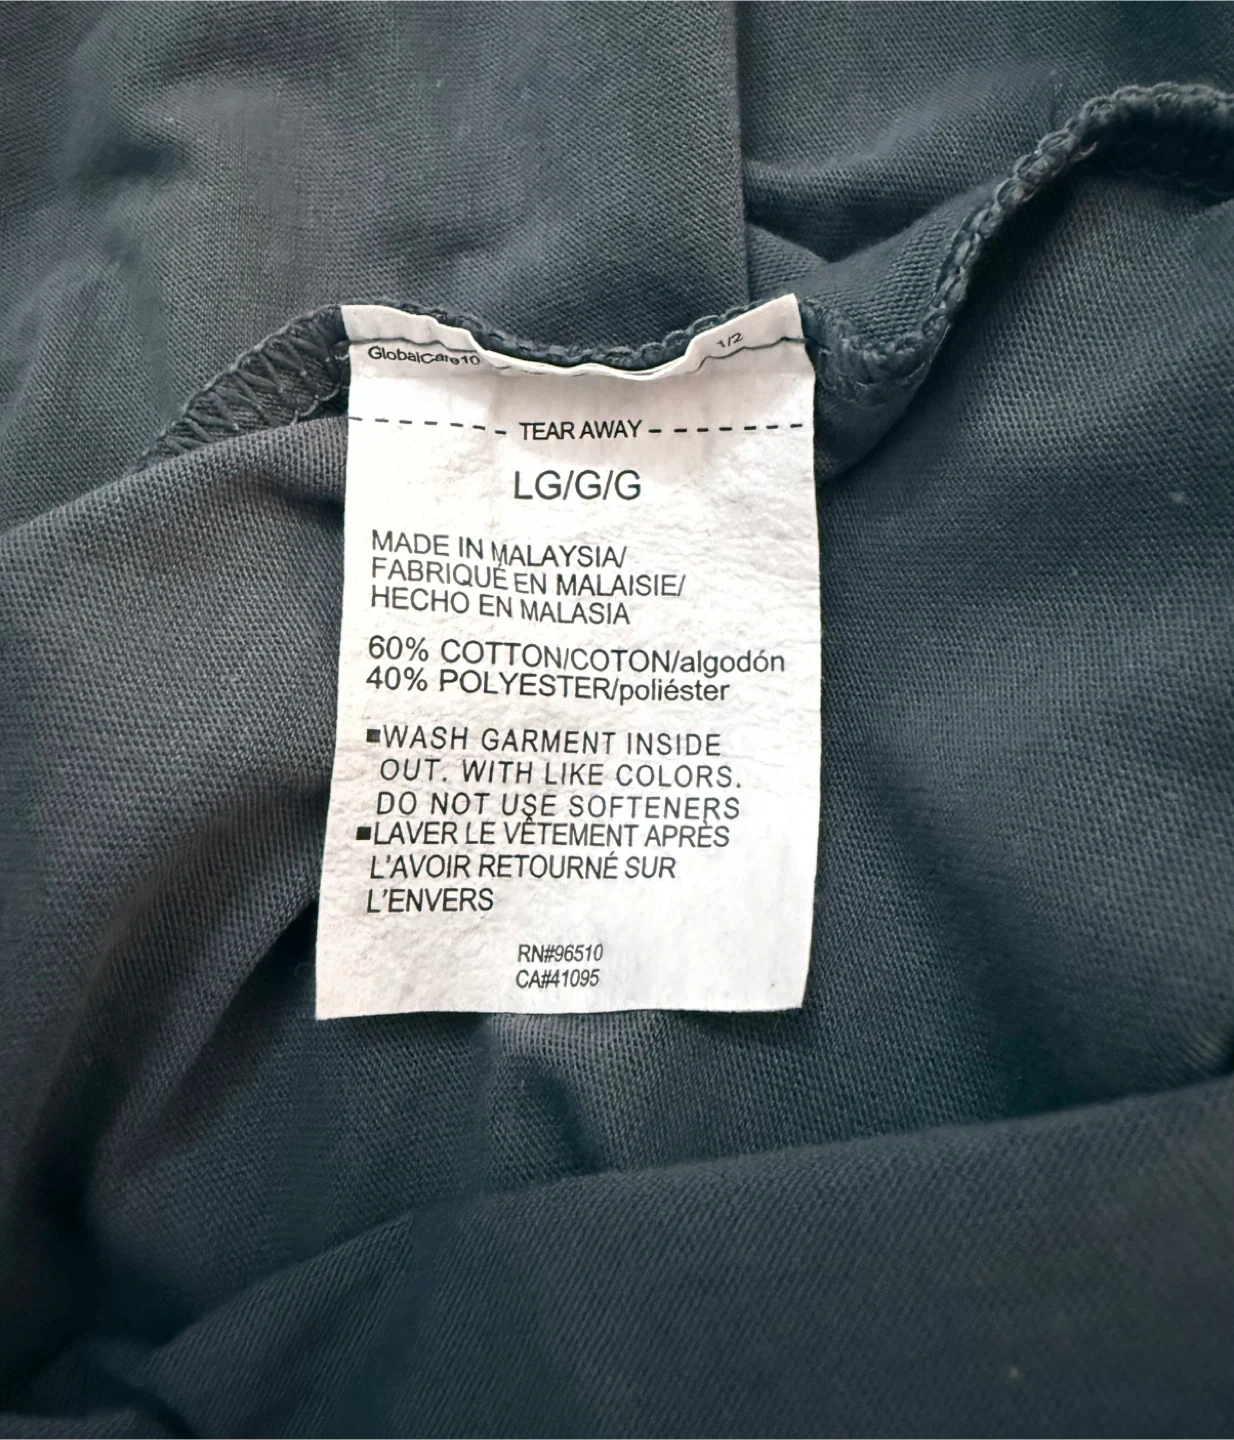 GlobalCare10
1/2
TEAR AWAY
LG/G/G
MADE IN MALAYSIA/
FABRIQUÉ EN MALAISIE/
HECHO EN MALASIA
60% COTTON/COTON/algodón
40% POLYESTER/poliéster
▪WASH GARMENT INSIDE
OUT. WITH LIKE COLORS.
DO NOT USE SOFTENERS
▪LAVER LE VÊTEMENT APRÈS
L'AVOIR RETOURNÉ SUR
L'ENVERS
RN#96510
CA#41095